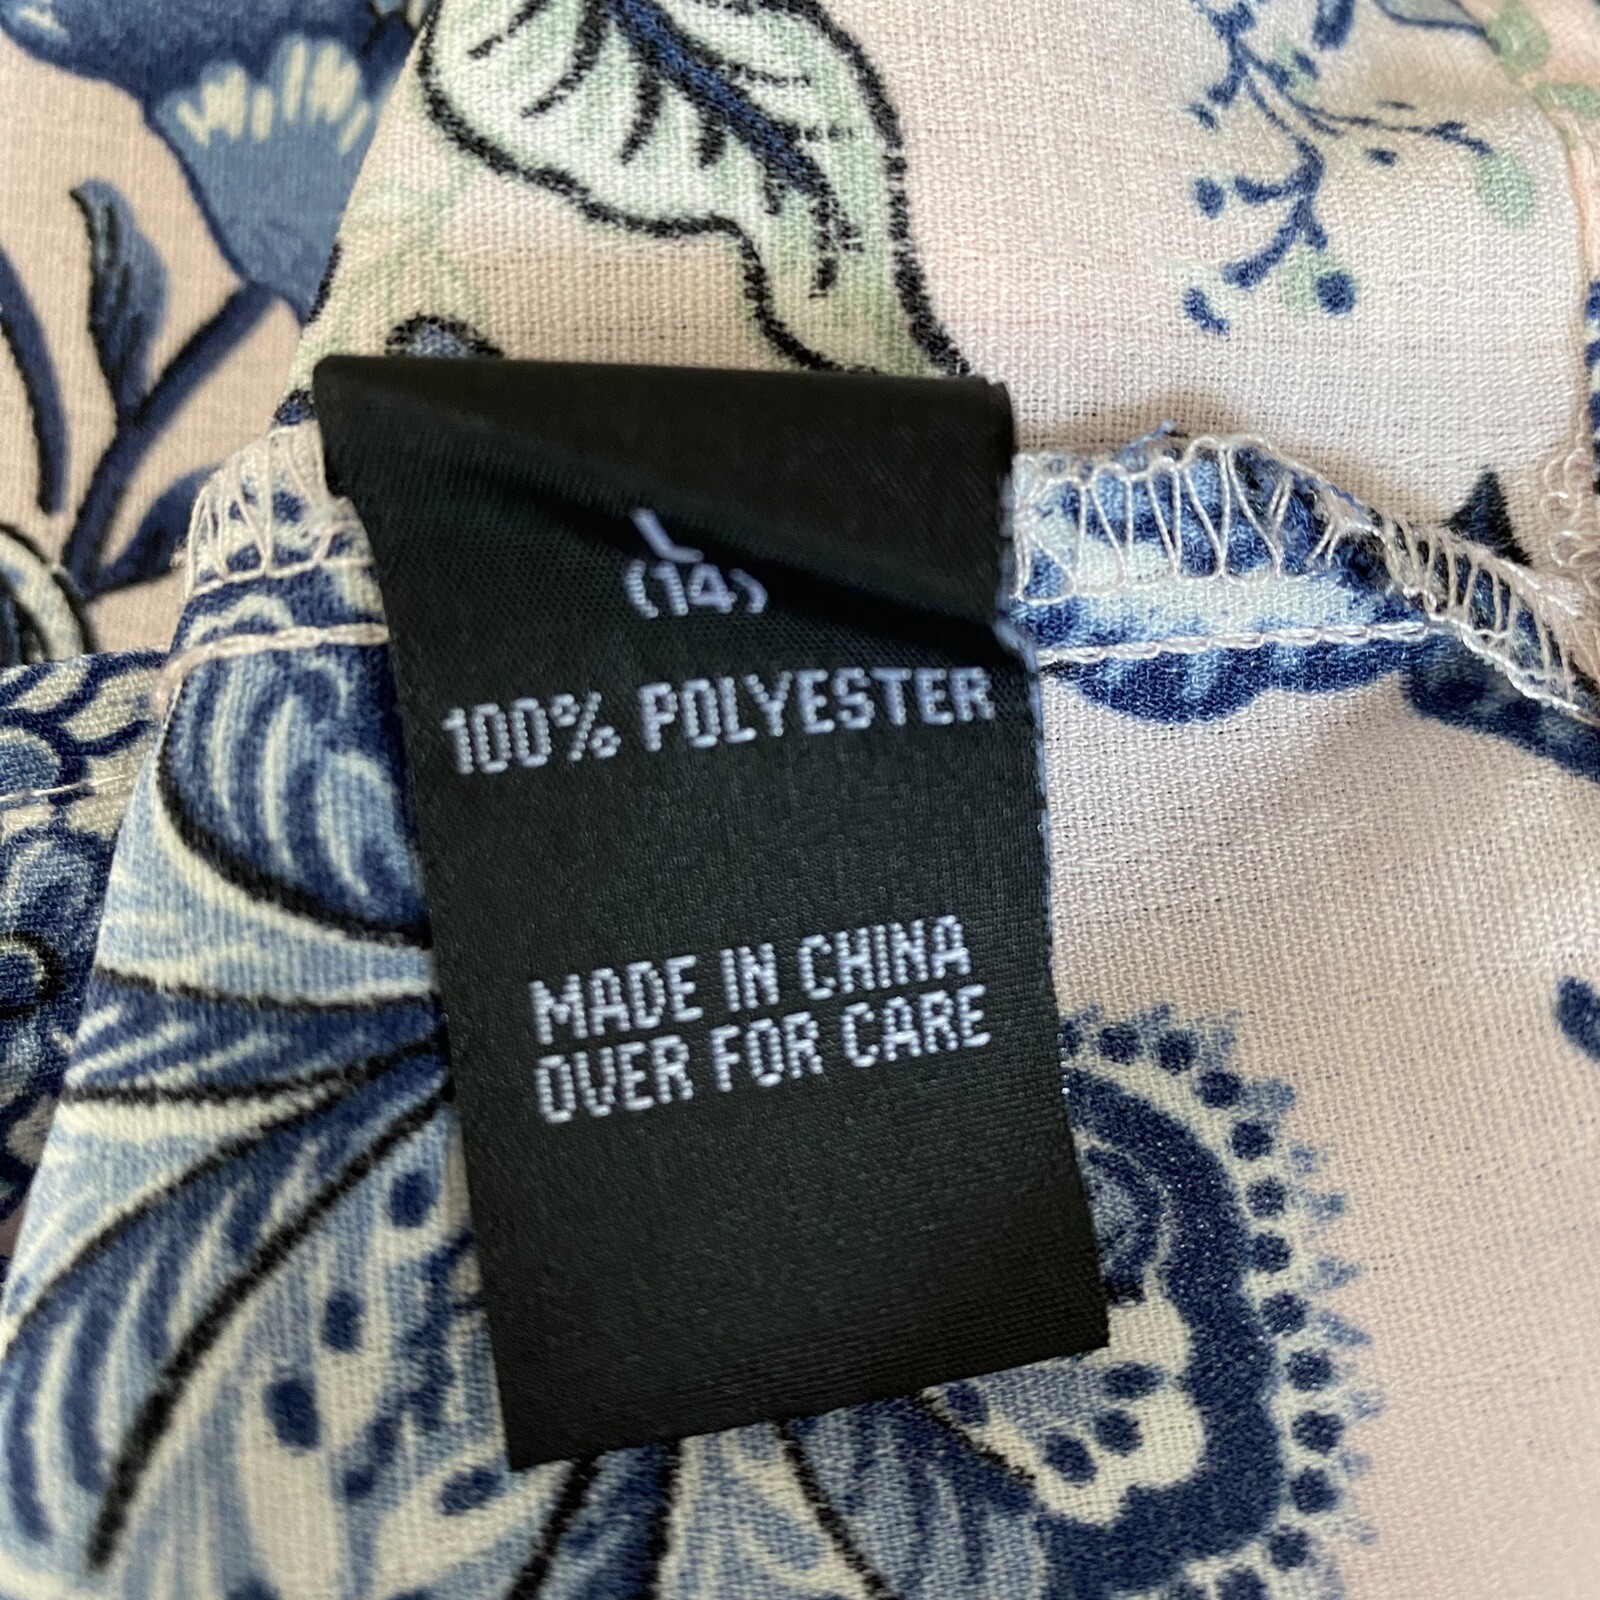 L
(14)
100% POLYESTER
MADE IN CHINA
OVER FOR CARE